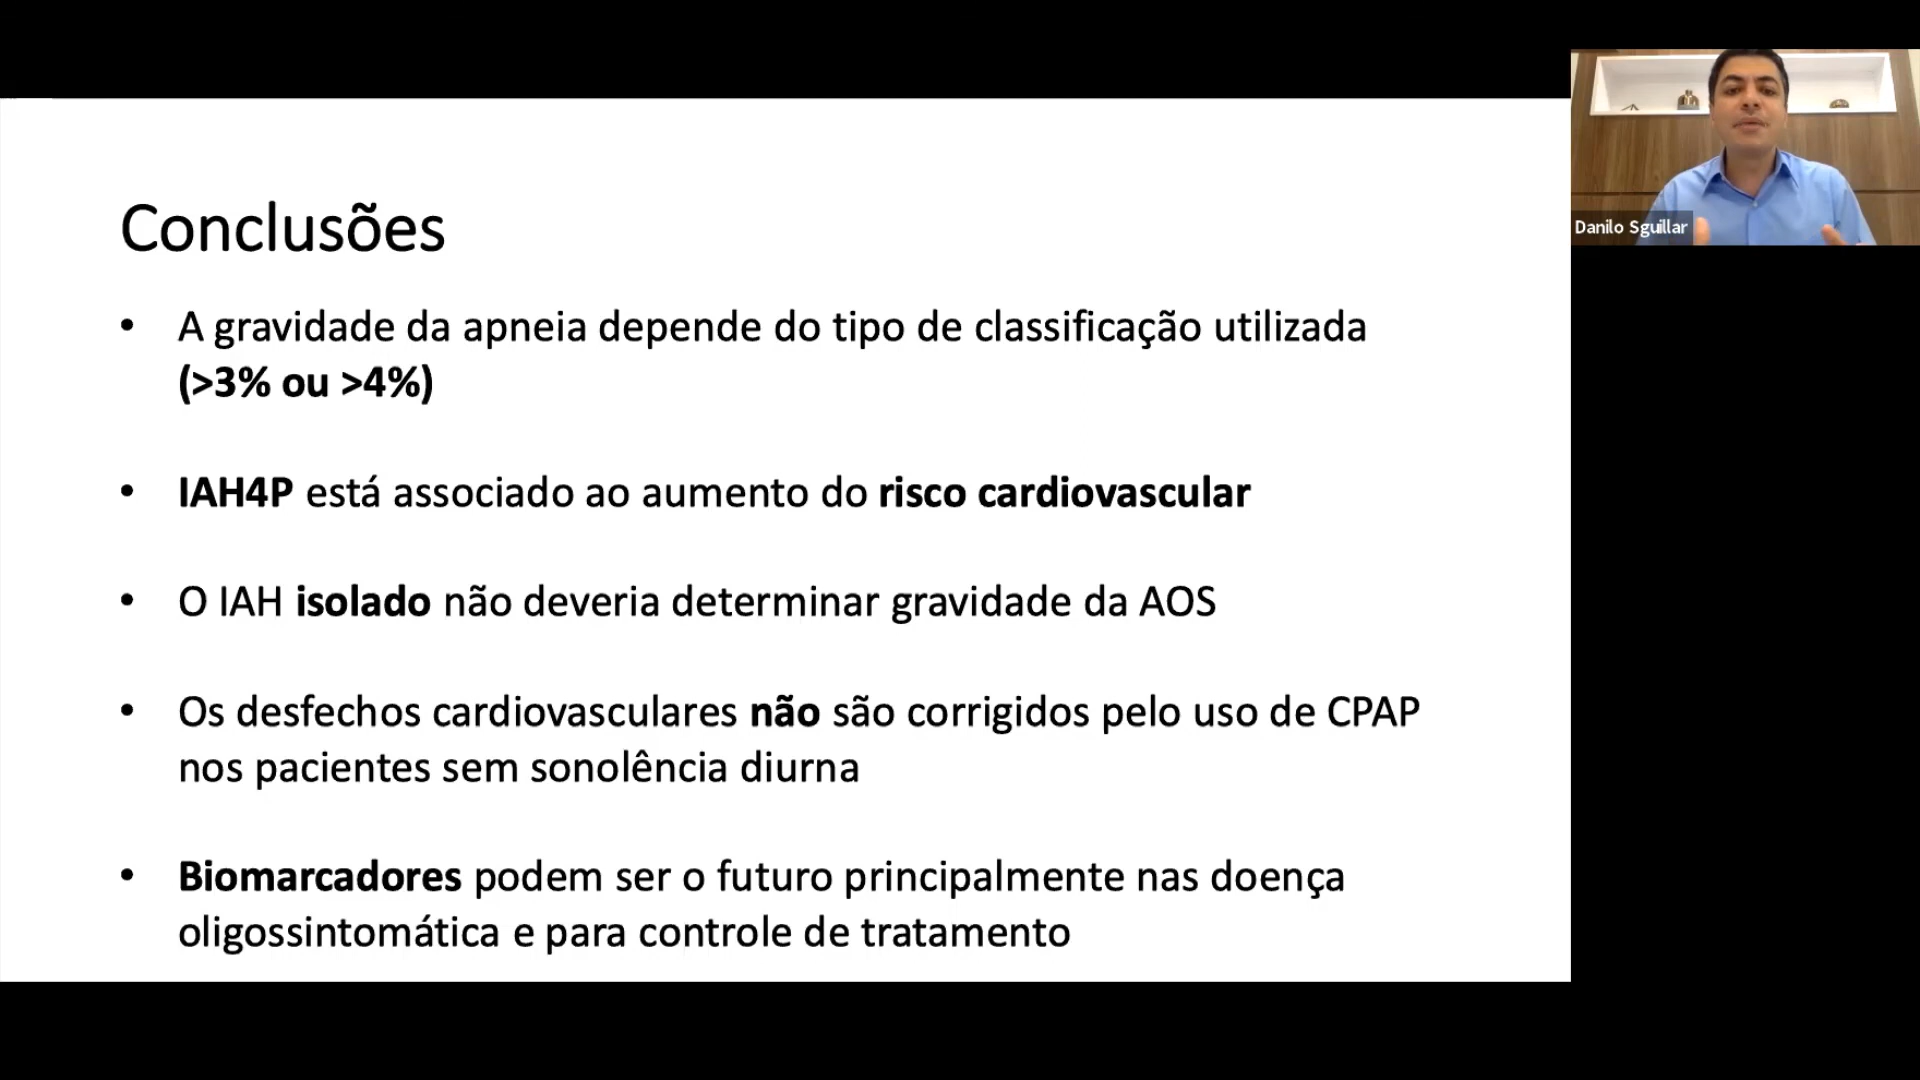 Conclusões
• A gravidade da apneia depende do tipo de classificação utilizada
(>3% ou >4%)
• IAH4P está associado ao aumento do risco cardiovascular
• O IAH isolado não deveria determinar gravidade da AOS
• Os desfechos cardiovasculares não são corrigidos pelo uso de CPAP
nos pacientes sem sonolência diurna
• Biomarcadores podem ser o futuro principalmente nas doença
oligossintomática e para controle de tratamento
Danilo Sguillar